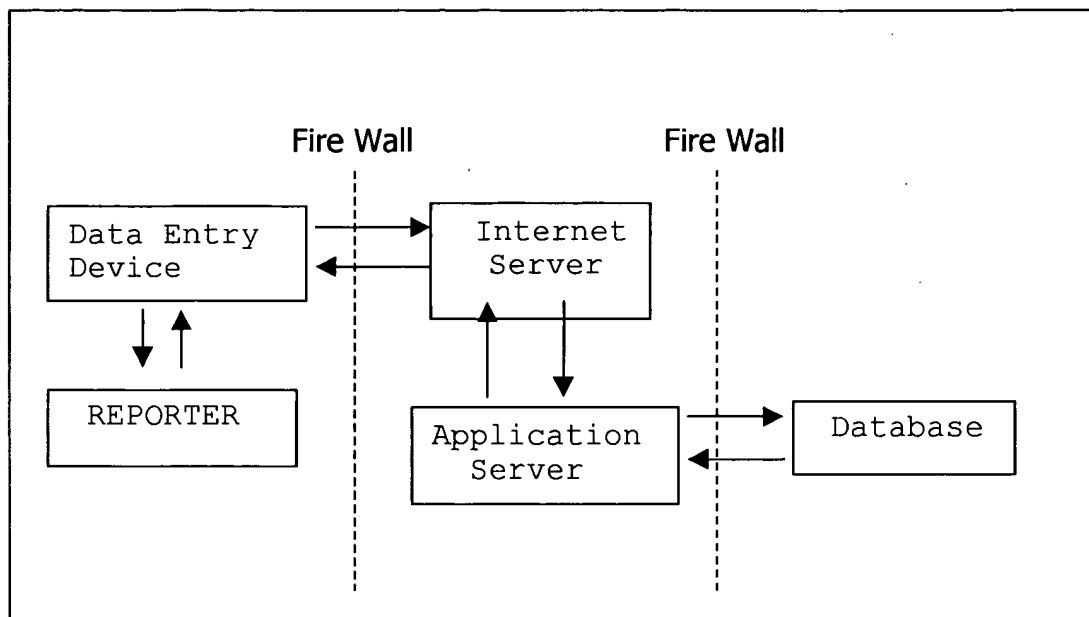 Fire Wall
Fire Wall
Data Entry
Device
Internet
Server
REPORTER
Application
Server
Database